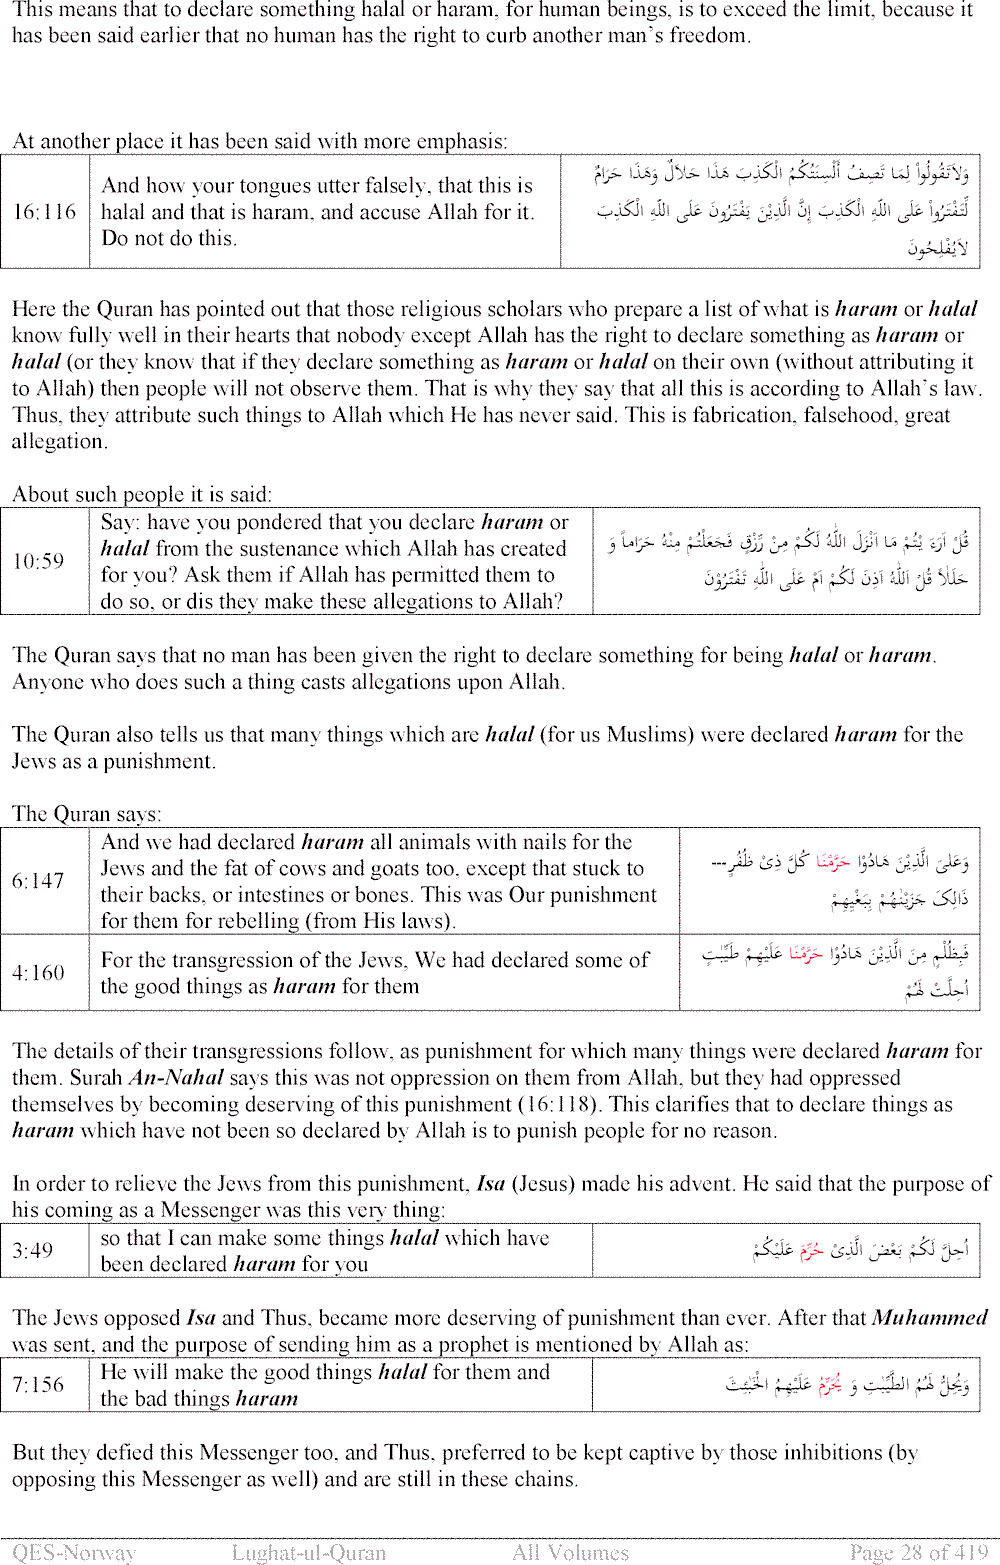 This means that to declare something halal or haram, for human beings, is to exceed the limit, because it
has been said earlier that no human has the right to curb another man's freedom.
At another place it has been said with more emphasis:
16:116
And how your tongues utter falsely, that this is
halal and that is haram, and accuse Allah for it.
Do not do this.
وَلاَتَقُولُواْ لِمَا تَصِفُ أَلْسِنَتُكُمُ الْكَذِبَ هَذَا حَلاَلٌ وَهَذَا حَرَامٌ
لِّتَفْتَرُواْ عَلَى اللّهِ الْكَذِبَ إِنَّ الَّذِيْنَ يَفْتَرُونَ عَلَى اللّهِ الْكَذِبَ
لاَيُفْلِحُونَ
Here the Quran has pointed out that those religious scholars who prepare a list of what is haram or halal
know fully well in their hearts that nobody except Allah has the right to declare something as haram or
halal (or they know that if they declare something as haram or halal on their own (without attributing it
to Allah) then people will not observe them. That is why they say that all this is according to Allah's law.
Thus, they attribute such things to Allah which He has never said. This is fabrication, falsehood, great
allegation.
About such people it is said:
10:59
Say: have you pondered that you declare haram or
halal from the sustenance which Allah has created
for you? Ask them if Allah has permitted them to
do so, or dis they make these allegations to Allah?
قُلْ اَرَءَ يْتُمْ مَا اَنْزَلَ اللّٰهُ لَكُمْ مِنْ رِّزْقٍ فَجَعَلْتُمْ مِنْهُ حَرَاماً وَ
حَلٰلاً قُلْ اَللّٰهُ اَذِنَ لَكُمْ اَمْ عَلَى اللّٰهِ تَفْتَرُوْنَ
The Quran says that no man has been given the right to declare something for being halal or haram.
Anyone who does such a thing casts allegations upon Allah.
The Quran also tells us that many things which are halal (for us Muslims) were declared haram for the
Jews as a punishment.
The Quran says:
6:147
And we had declared haram all animals with nails for the
Jews and the fat of cows and goats too, except that stuck to
their backs, or intestines or bones. This was Our punishment
for them for rebelling (from His laws).
وَعَلَى الَّذِيْنَ هَادُوْا حَرَّمْنَا كُلَّ ذِىْ ظُفُرٍ---
ذَالِکَ جَزَيْنٰهُمْ بِبَغْيِهِمْ
4:160
For the transgression of the Jews, We had declared some of
the good things as haram for them
فَبِظُلْمٍ مِنَ الَّذِيْنَ هَادُوْا حَرَّمْنَا عَلَيْهِمْ طَيِّبٰتٍ
اُحِلَّتْ لَهُمْ
The details of their transgressions follow, as punishment for which many things were declared haram for
them. Surah An-Nahal says this was not oppression on them from Allah, but they had oppressed
themselves by becoming deserving of this punishment (16:118). This clarifies that to declare things as
haram which have not been so declared by Allah is to punish people for no reason.
In order to relieve the Jews from this punishment, Isa (Jesus) made his advent. He said that the purpose of
his coming as a Messenger was this very thing:
3:49
so that I can make some things halal which have
been declared haram for you
اُحِلَّ لَكُمْ بَعْضَ الَّذِىْ حُرِّمَ عَلَيْكُمْ
The Jews opposed Isa and Thus, became more deserving of punishment than ever. After that Muhammed
was sent, and the purpose of sending him as a prophet is mentioned by Allah as:
7:156
He will make the good things halal for them and
the bad things haram
وَيُحِلُّ لَهُمُ الطَّيِّبٰتِ وَ يُحَرِّمُ عَلَيْهِمُ الْخَبٰئِثَ
But they defied this Messenger too, and Thus, preferred to be kept captive by those inhibitions (by
opposing this Messenger as well) and are still in these chains.
QES-Norway Lughat-ul-Quran All Volumes Page 28 of 419